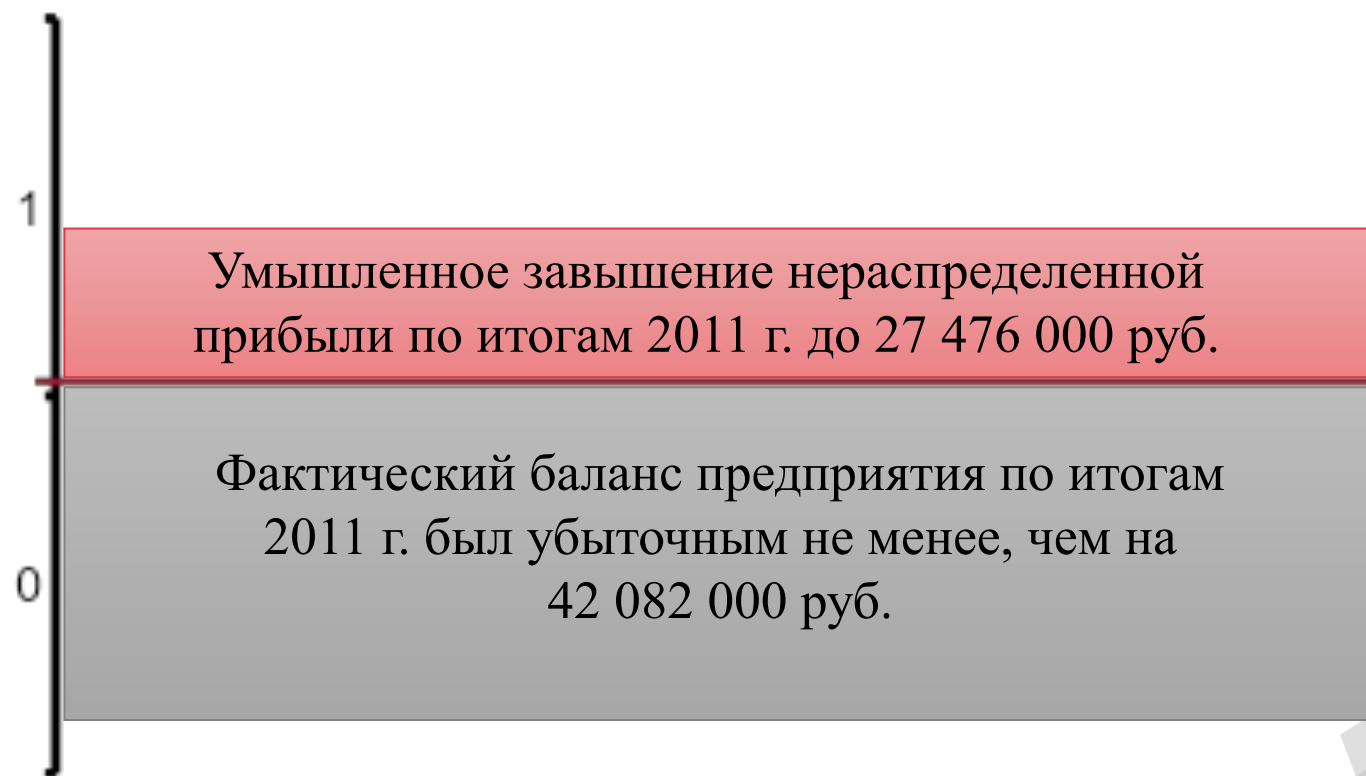 1
Умышленное завышение нераспределенной
прибыли по итогам 2011 г. до 27 476 000 руб.
Фактический баланс предприятия по итогам
2011 г. был убыточным не менее, чем на
0
42 082 000 руб.